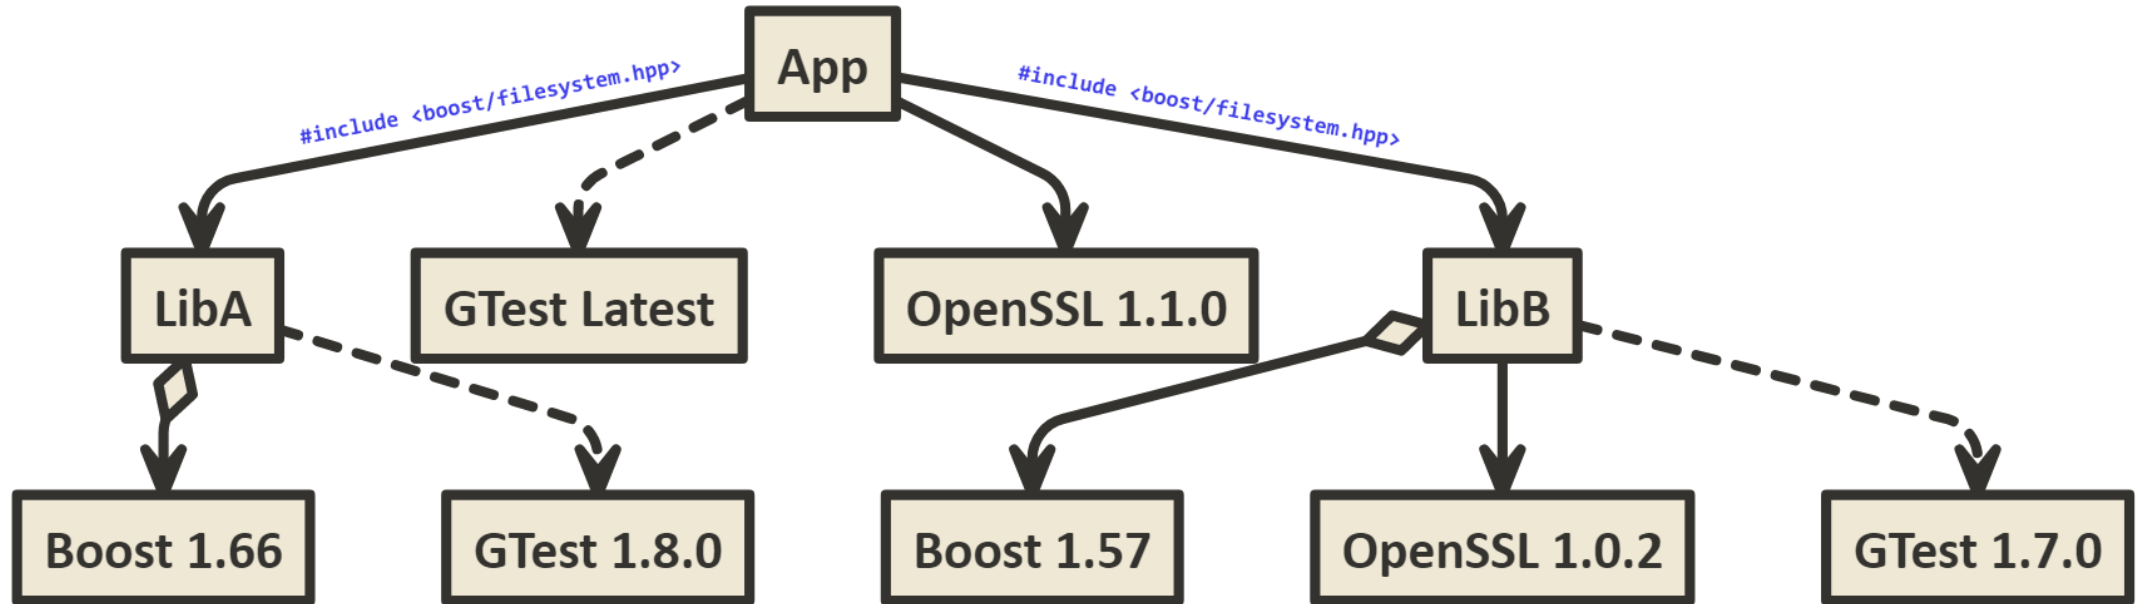 App
#include <boost/filesystem.hpp>
#include <boost/filesystem.hpp>
LibA
GTest Latest
OpenSSL 1.1.0
LibB
Boost 1.66
GTest 1.8.0
Boost 1.57
OpenSSL 1.0.2
GTest 1.7.0